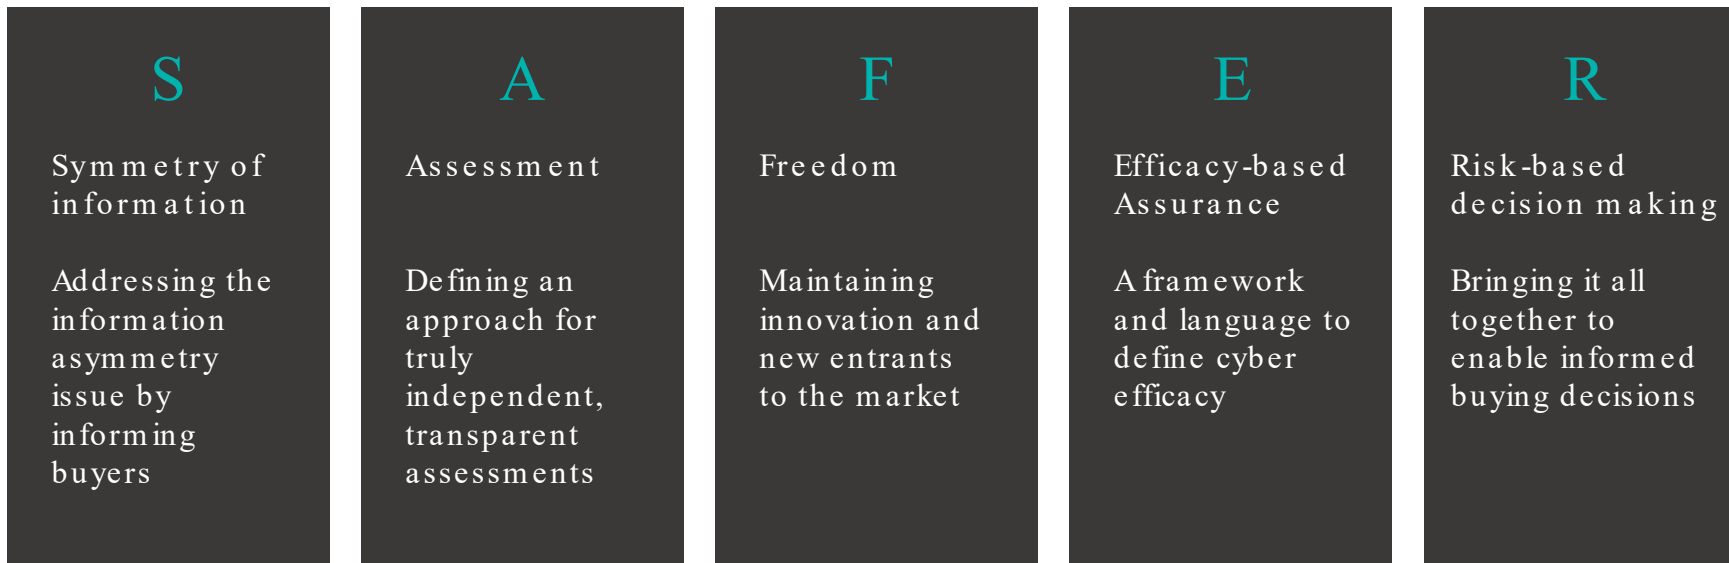 S
Symmetry of
information
Addressing the
information
asymmetry
issue by
informing
buyers
A
Assessment
Defining an
approach for
truly
independent,
transparent
assessments
F
Freedom
Maintaining
innovation and
new entrants
to the market
E
Efficacy-based
Assurance
A framework
and language to
define cyber
efficacy
R
Risk-based
decision making
Bringing it all
together to
enable informed
buying decisions